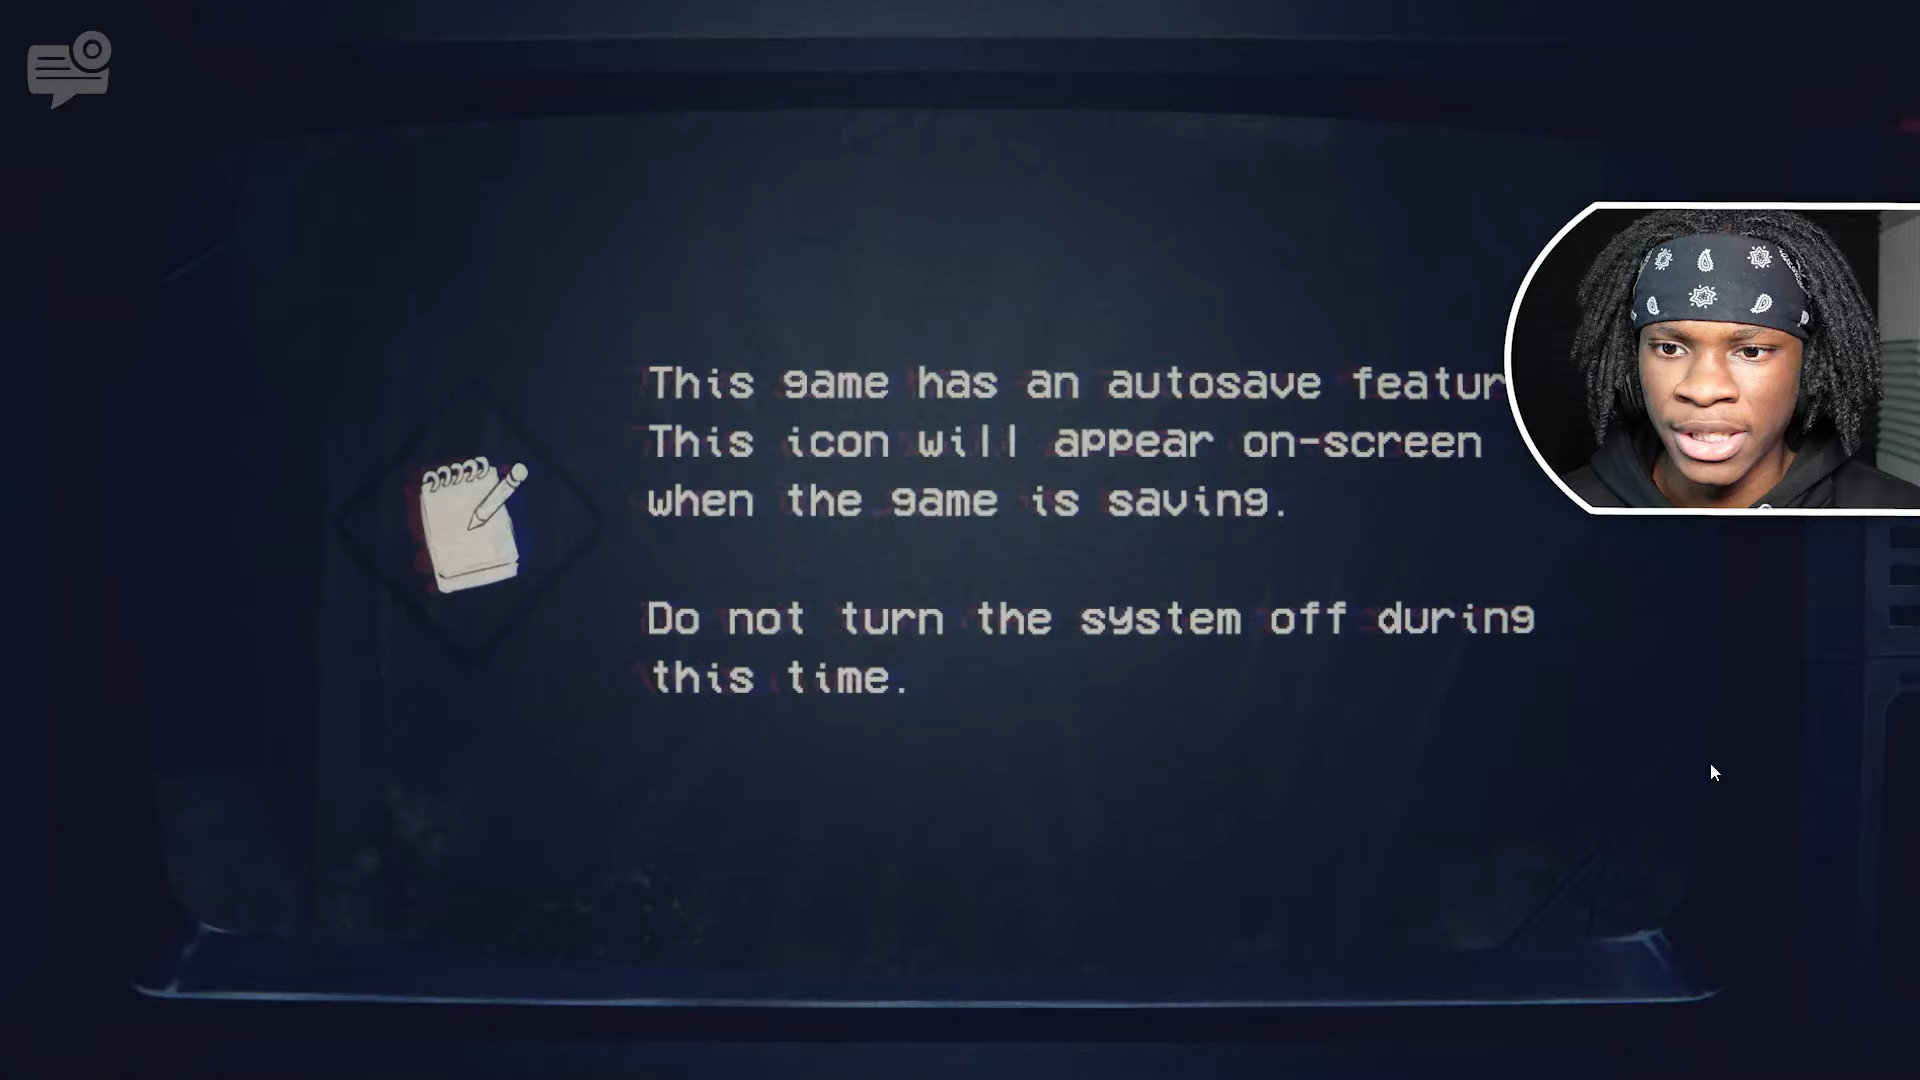 This game has an autosave featur
This icon will appear on-screen
when the game is saving.
Do not turn the system off during
this time.